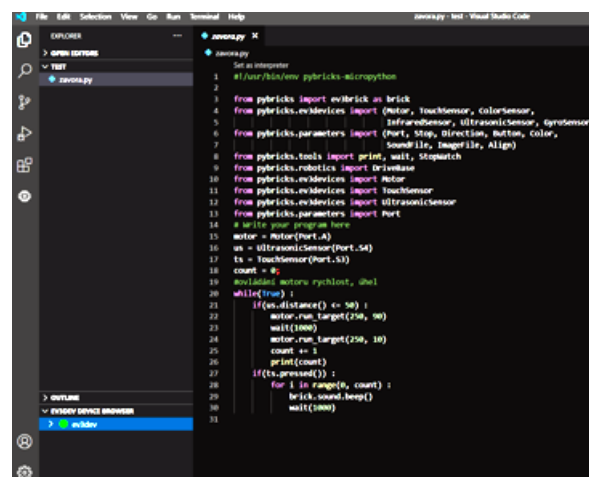 File Edit Selection View Go Run Terminal Help zavora.py - test - Visual Studio Code
EXPLORER ...
zavora.py X
> OPEN EDITORS
zavora.py
TEST
Set as interpreter
zavora.py
1 #!/usr/bin/env pybricks-micropython
2
3 from pybricks import ev3brick as brick
4 from pybricks.ev3devices import (Motor, TouchSensor, ColorSensor,
5 InfraredSensor, UltrasonicSensor, GyroSensor
6 from pybricks.parameters import (Port, Stop, Direction, Button, Color,
7 SoundFile, ImageFile, Align)
8 from pybricks.tools import print, wait, StopWatch
9 from pybricks.robotics import DriveBase
10 from pybricks.ev3devices import Motor
11 from pybricks.ev3devices import TouchSensor
12 from pybricks.ev3devices import UltrasonicSensor
13 from pybricks.parameters import Port
14 # Write your program here
15 motor = Motor(Port.A)
16 us = UltrasonicSensor(Port.S4)
17 ts = TouchSensor(Port.S3)
18 count = 0;
19 #ovládání motoru rychlost, úhel
20 while(True) :
21 if(us.distance() <= 50) :
22 motor.run_target(250, 90)
23 wait(1000)
24 motor.run_target(250, 10)
25 count += 1
26 print(count)
27 if(ts.pressed()) :
28 for i in range(0, count) :
29 brick.sound.beep()
30 wait(1000)
31
> OUTLINE
EV3DEV DEVICE BROWSER
> ev3dev